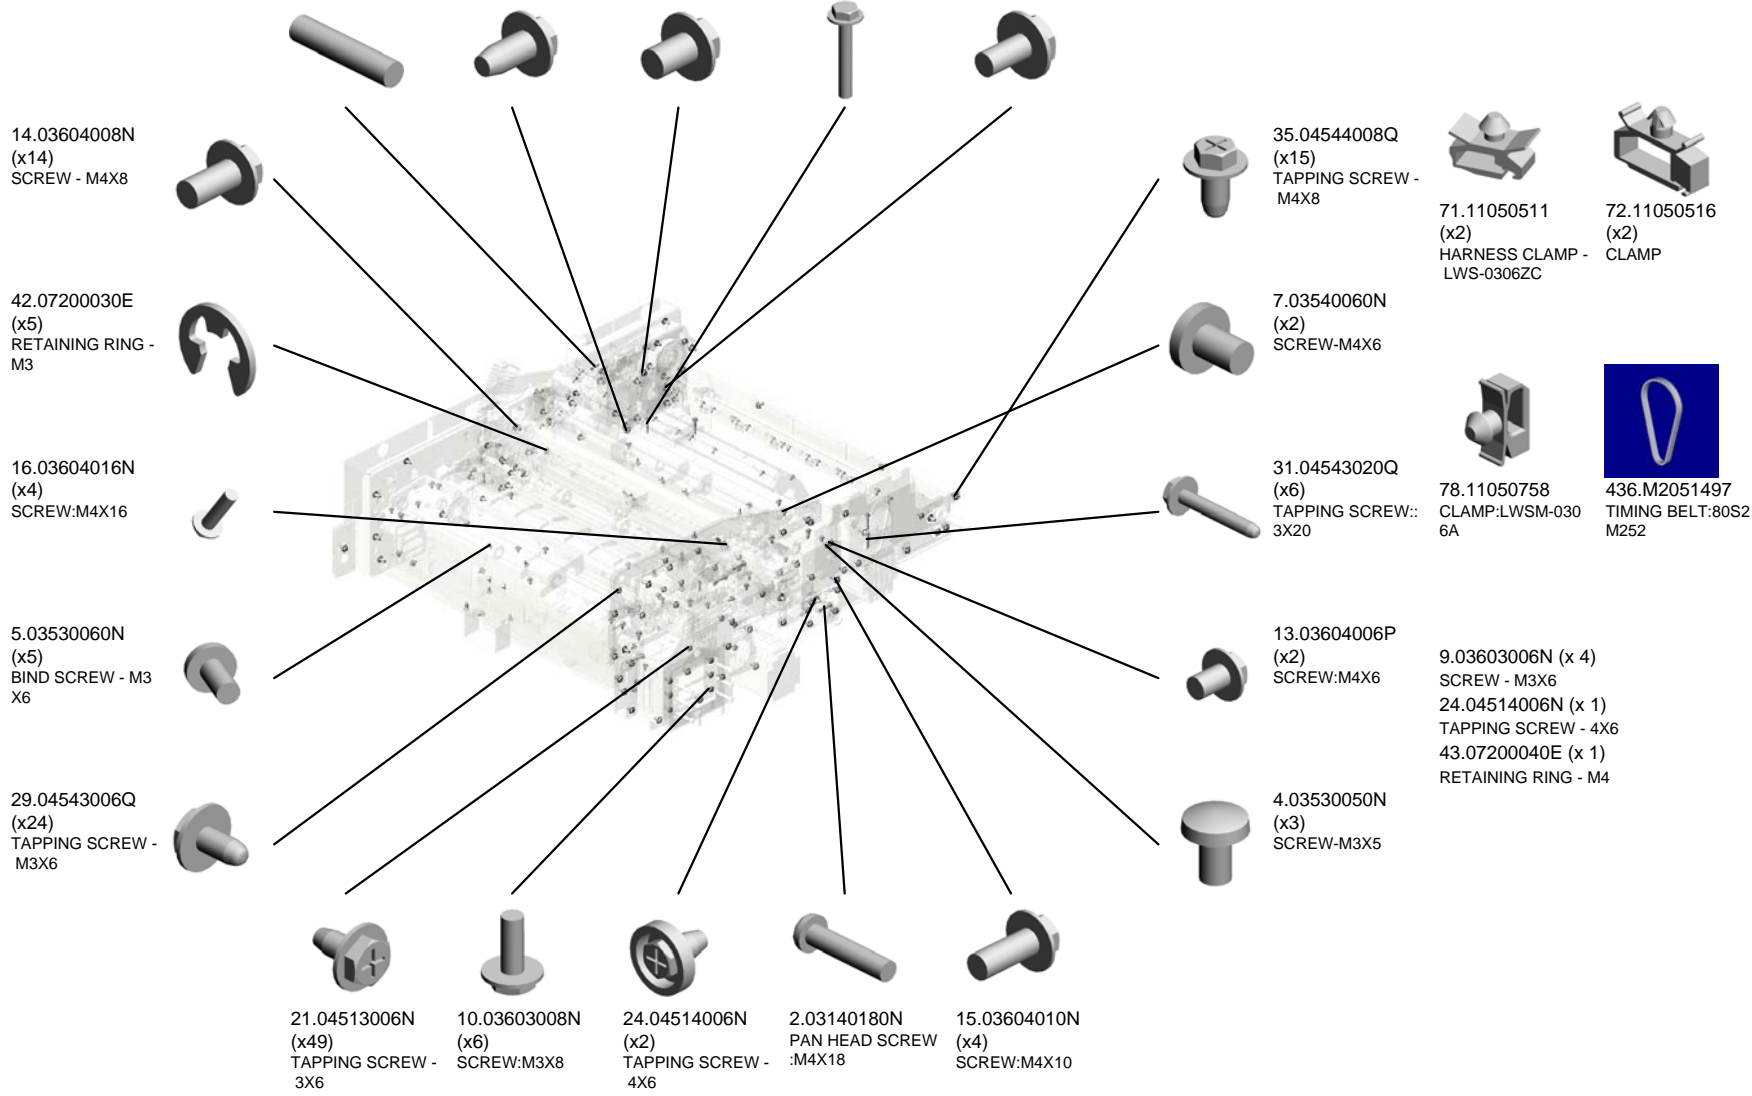 14.03604008N
(x14)
SCREW - M4X8
42.07200030E
(x5)
RETAINING RING -
M3
16.03604016N
(x4)
SCREW:M4X16
5.03530060N
(x5)
BIND SCREW - M3
X6
29.04543006Q
(x24)
TAPPING SCREW -
M3X6
21.04513006N
(x49)
TAPPING SCREW -
3X6
10.03603008N
(x6)
SCREW:M3X8
24.04514006N
(x2)
TAPPING SCREW -
4X6
2.03140180N
PAN HEAD SCREW
:M4X18
15.03604010N
(x4)
SCREW:M4X10
35.04544008Q
(x15)
TAPPING SCREW -
M4X8
7.03540060N
(x2)
SCREW-M4X6
31.04543020Q
(x6)
TAPPING SCREW::
3X20
13.03604006P
(x2)
SCREW:M4X6
4.03530050N
(x3)
SCREW-M3X5
71.11050511
(x2)
HARNESS CLAMP -
LWS-0306ZC
72.11050516
(x2)
CLAMP
78.11050758
CLAMP:LWSM-030
6A
436.M2051497
TIMING BELT:80S2
M252
9.03603006N (x 4)
SCREW - M3X6
24.04514006N (x 1)
TAPPING SCREW - 4X6
43.07200040E (x 1)
RETAINING RING - M4